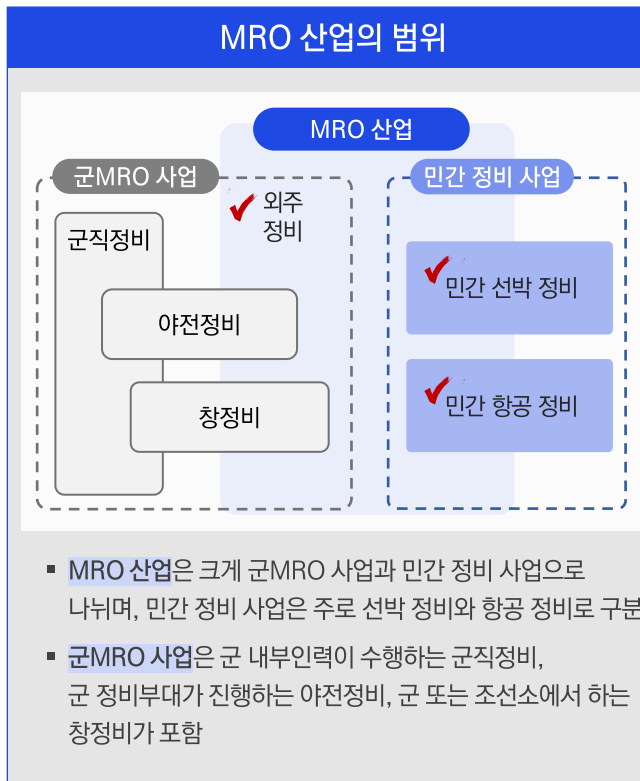 MRO 산업의 범위
MRO 산업
군MRO 사업
민간 정비 사업
외주
정비
군직정비
민간 선박 정비
야전정비
민간 항공 정비
창정비
▪ MRO 산업은 크게 군MRO 사업과 민간 정비 사업으로
나뉘며, 민간 정비 사업은 주로 선박 정비와 항공 정비로 구분
▪ 군MRO 사업은 군 내부인력이 수행하는 군직정비,
군 정비부대가 진행하는 야전정비, 군 또는 조선소에서 하는
창정비가 포함